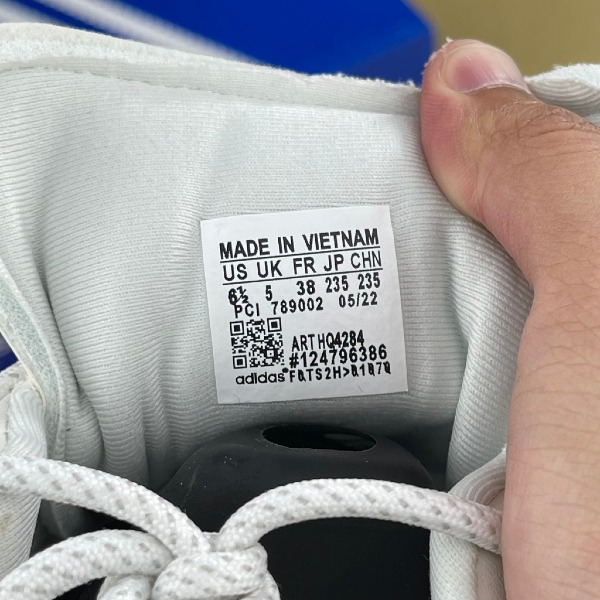 MADE IN VIETNAM
US UK FR JP CHN
6½ 5 38 235 235
PCI 789002 05/22
ART HQ4284
#124796386
adidas